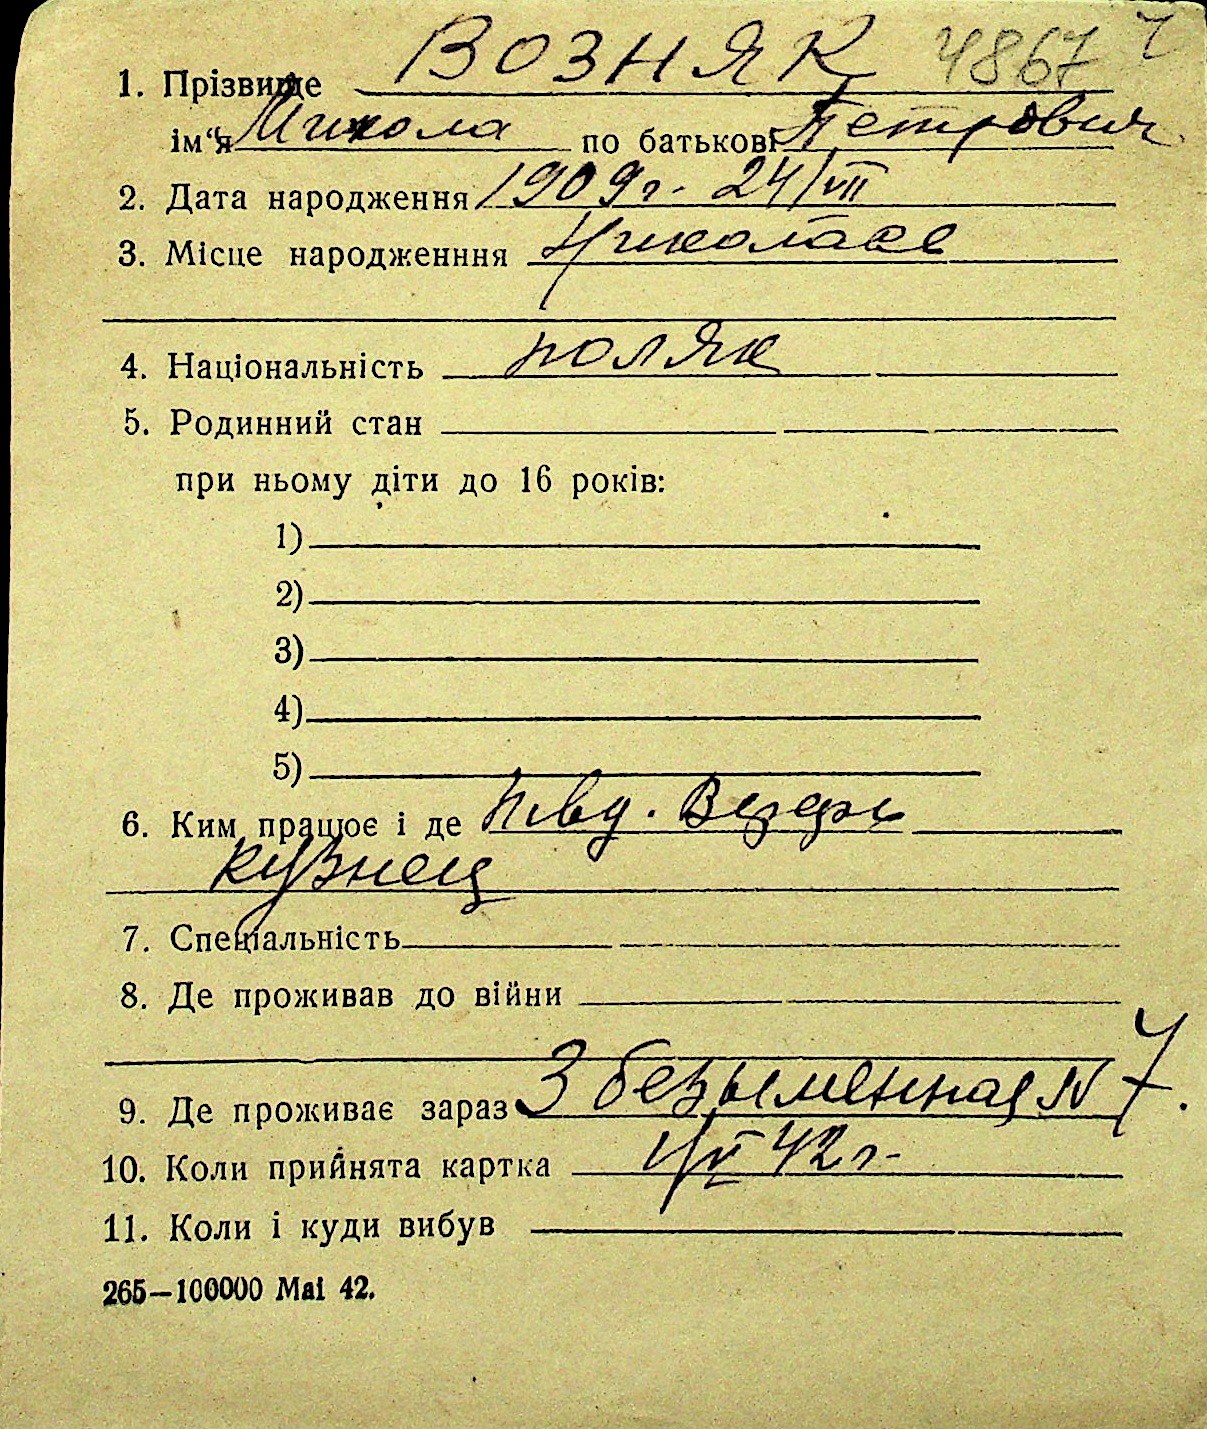 1. Прізвище ВОЗНЯК 4867
ім“я Микола по батькові Петрович
2. Дата народження 1909 г. 24/VII
3. Місце народженння Николаев
4. Національність поляк
5. Родинний стан
при ньому діти до 16 років:
1)
2)
3)
4)
5)
6. Ким працює і де
кузнец
7. Спеціальність
8. Де проживав до війни
9. Де проживає зараз 3 безыменная N 7.
10. Коли прийнята картка 42 г.
11. Коли і куди вибув
265—100000 Mai 42.